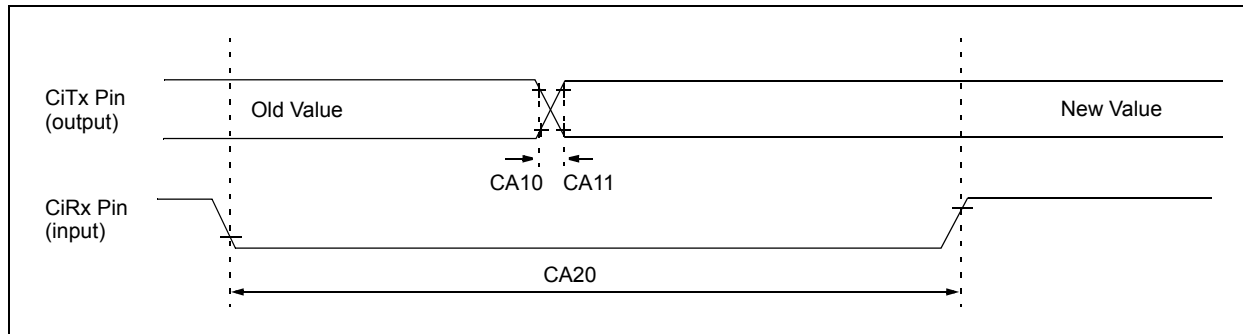 CiTx Pin
(output)
Old Value
New Value
CA10 CA11
CiRx Pin
(input)
CA20